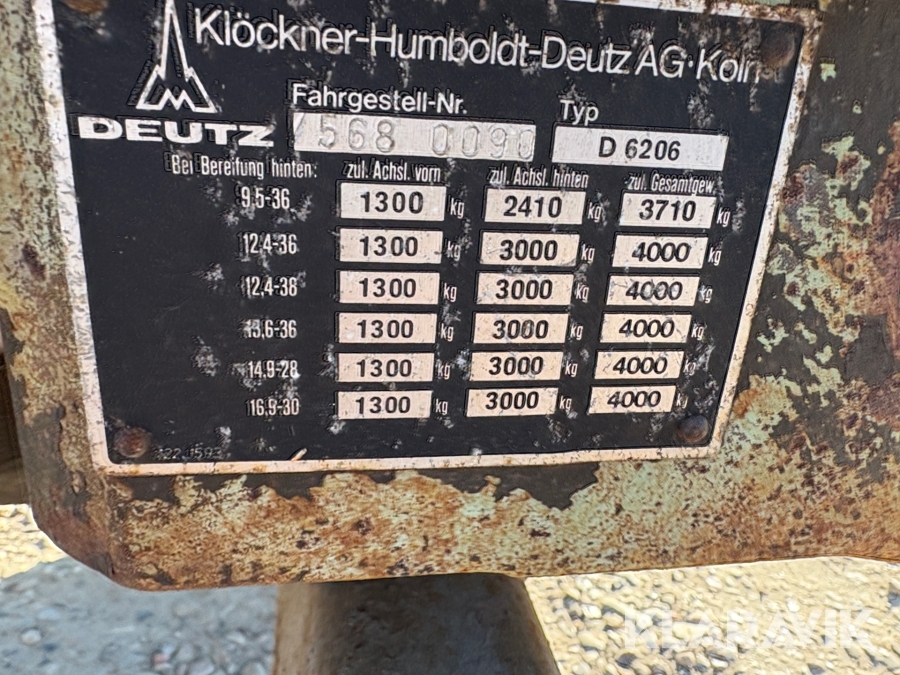 Klöckner-Humboldt-Deutz AG·Köln
DEUTZ
Fahrgestell-Nr. Typ
7568 0090 D 6206
Bei Bereifung hinten: zul. Achsl. vorn zul. Achsl. hinten zul. Gesamtgew.
9,5-36 1300 kg 2410 kg 3710 kg
12,4-36 1300 kg 3000 kg 4000 kg
12,4-38 1300 kg 3000 kg 4000 kg
13,6-36 1300 kg 3000 kg 4000 kg
14,9-28 1300 kg 3000 kg 4000 kg
16,9-30 1300 kg 3000 kg 4000 kg
KLARAVIK